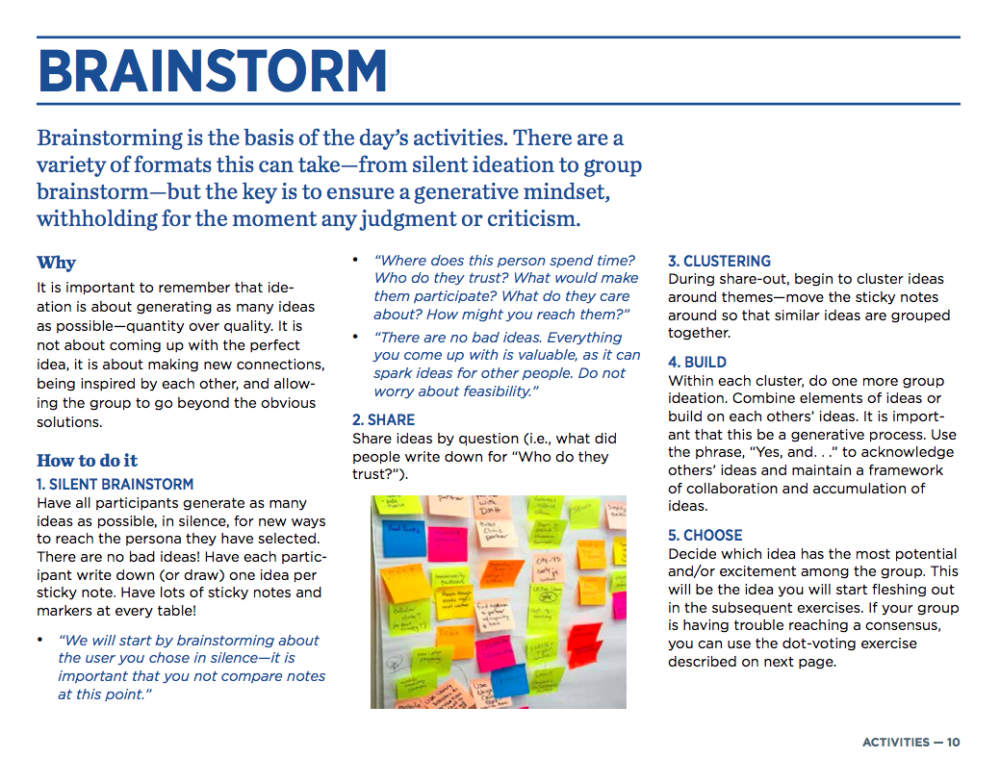 BRAINSTORM
Brainstorming is the basis of the day's activities. There are a
variety of formats this can take—from silent ideation to group
brainstorm—but the key is to ensure a generative mindset,
withholding for the moment any judgment or criticism.
Why
It is important to remember that ide-
ation is about generating as many ideas
as possible—quantity over quality. It is
not about coming up with the perfect
idea, it is about making new connections,
being inspired by each other, and allow-
ing the group to go beyond the obvious
solutions.
How to do it
1. SILENT BRAINSTORM
Have all participants generate as many
ideas as possible, in silence, for new ways
to reach the persona they have selected.
There are no bad ideas! Have each partic-
ipant write down (or draw) one idea per
sticky note. Have lots of sticky notes and
markers at every table!
• “We will start by brainstorming about
the user you chose in silence—it is
important that you not compare notes
at this point.”
• “Where does this person spend time?
Who do they trust? What would make
them participate? What do they care
about? How might you reach them?”
• “There are no bad ideas. Everything
you come up with is valuable, as it can
spark ideas for other people. Do not
worry about feasibility.”
2. SHARE
Share ideas by question (i.e., what did
people write down for “Who do they
trust?”).
partner
with
DMH
partner
3. CLUSTERING
During share-out, begin to cluster ideas
around themes—move the sticky notes
around so that similar ideas are grouped
together.
4. BUILD
Within each cluster, do one more group
ideation. Combine elements of ideas or
build on each others’ ideas. It is import-
ant that this be a generative process. Use
the phrase, “Yes, and. . .” to acknowledge
others’ ideas and maintain a framework
of collaboration and accumulation of
ideas.
5. CHOOSE
Decide which idea has the most potential
and/or excitement among the group. This
will be the idea you will start fleshing out
in the subsequent exercises. If your group
is having trouble reaching a consensus,
you can use the dot-voting exercise
described on next page.
ACTIVITIES — 10